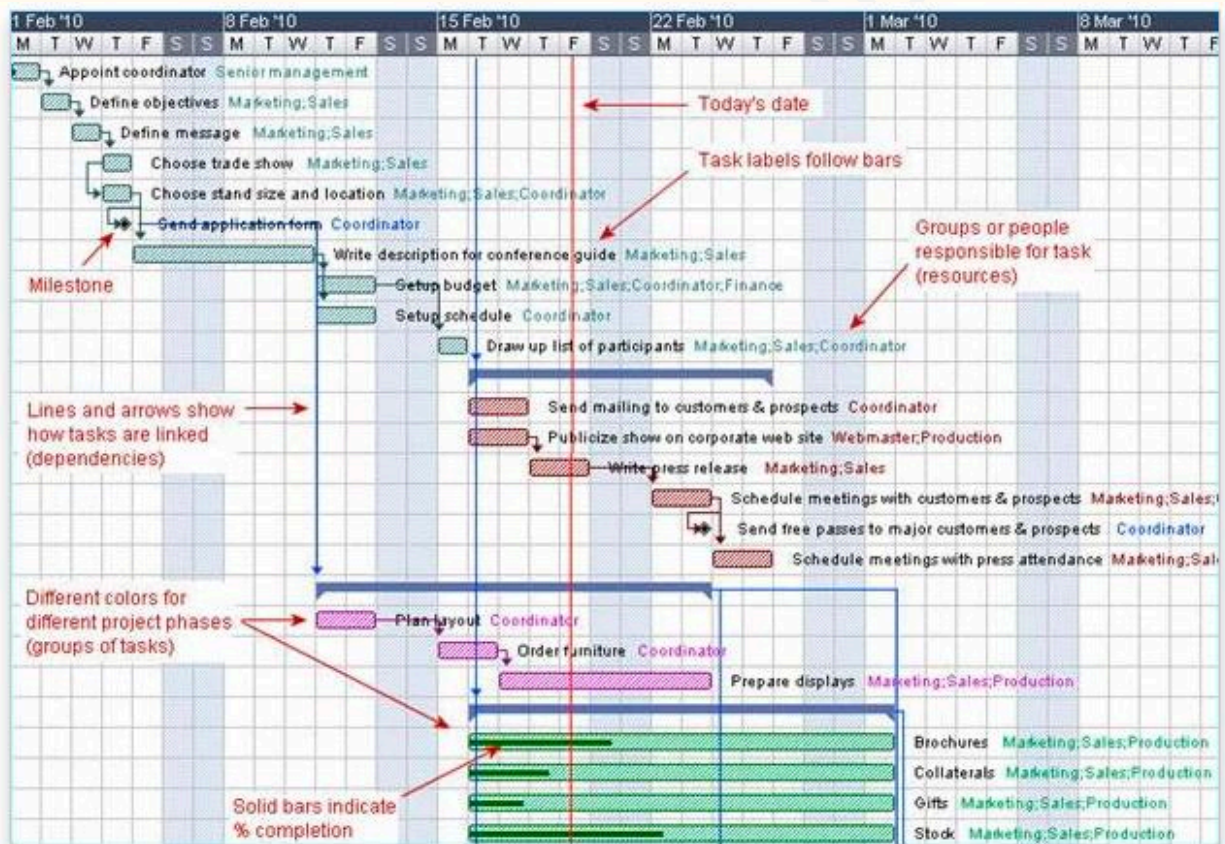 1 Feb '10 8 Feb '10 15 Feb '10 22 Feb '10 1 Mar '10 8 Mar '10
M T W T F S S M T W T F S S M T W T F S S M T W T F S S M T W T F S S M T W T F
Appoint coordinator Senior management
Define objectives Marketing;Sales
Today's date
Define message Marketing;Sales
Choose trade show Marketing;Sales
Task labels follow bars
Choose stand size and location Marketing;Sales;Coordinator
Send application form Coordinator
Groups or people
responsible for task
(resources)
Write description for conference guide Marketing;Sales
Milestone
Setup budget Marketing;Sales;Coordinator;Finance
Setup schedule Coordinator
Draw up list of participants Marketing;Sales;Coordinator
Lines and arrows show
how tasks are linked
(dependencies)
Send mailing to customers & prospects Coordinator
Publicize show on corporate web site Webmaster;Production
Write press release Marketing;Sales
Schedule meetings with customers & prospects Marketing;Sales;
Send free passes to major customers & prospects Coordinator
Schedule meetings with press attendance Marketing;Sal
Different colors for
different project phases
(groups of tasks)
Plan layout Coordinator
Order furniture Coordinator
Prepare displays Marketing;Sales;Production
Brochures Marketing;Sales;Production
Collaterals Marketing;Sales;Production
Solid bars indicate
% completion
Gifts Marketing;Sales;Production
Stock Marketing;Sales;Production